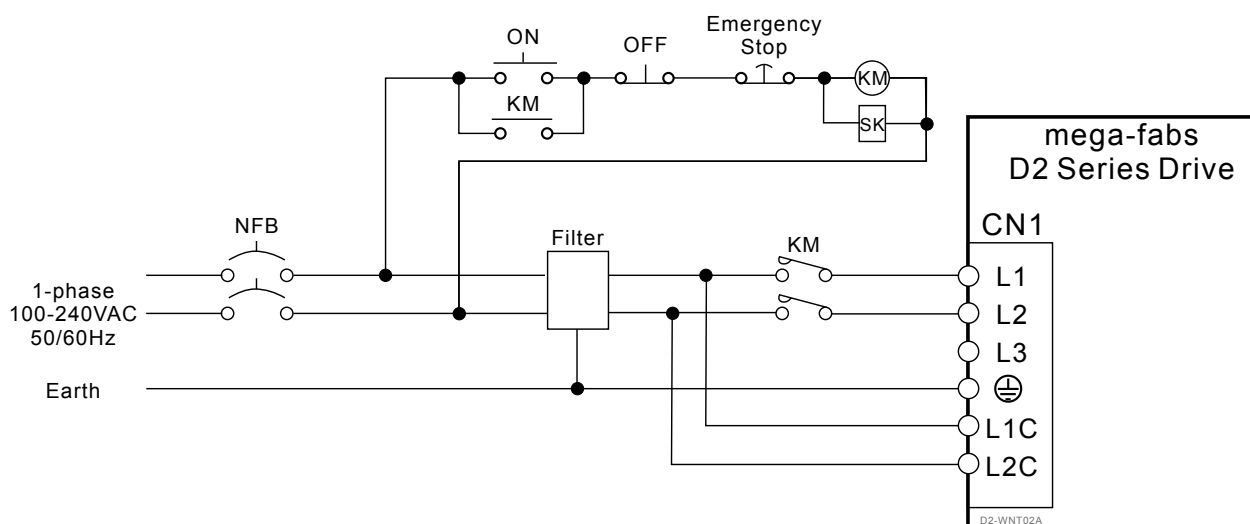 ON
OFF
Emergency
Stop
KM
KM
SK
mega-fabs
D2 Series Drive
CN1
NFB
Filter
KM
1-phase
100-240VAC
50/60Hz
Earth
L1
L2
L3
L1C
L2C
D2-WNT02A